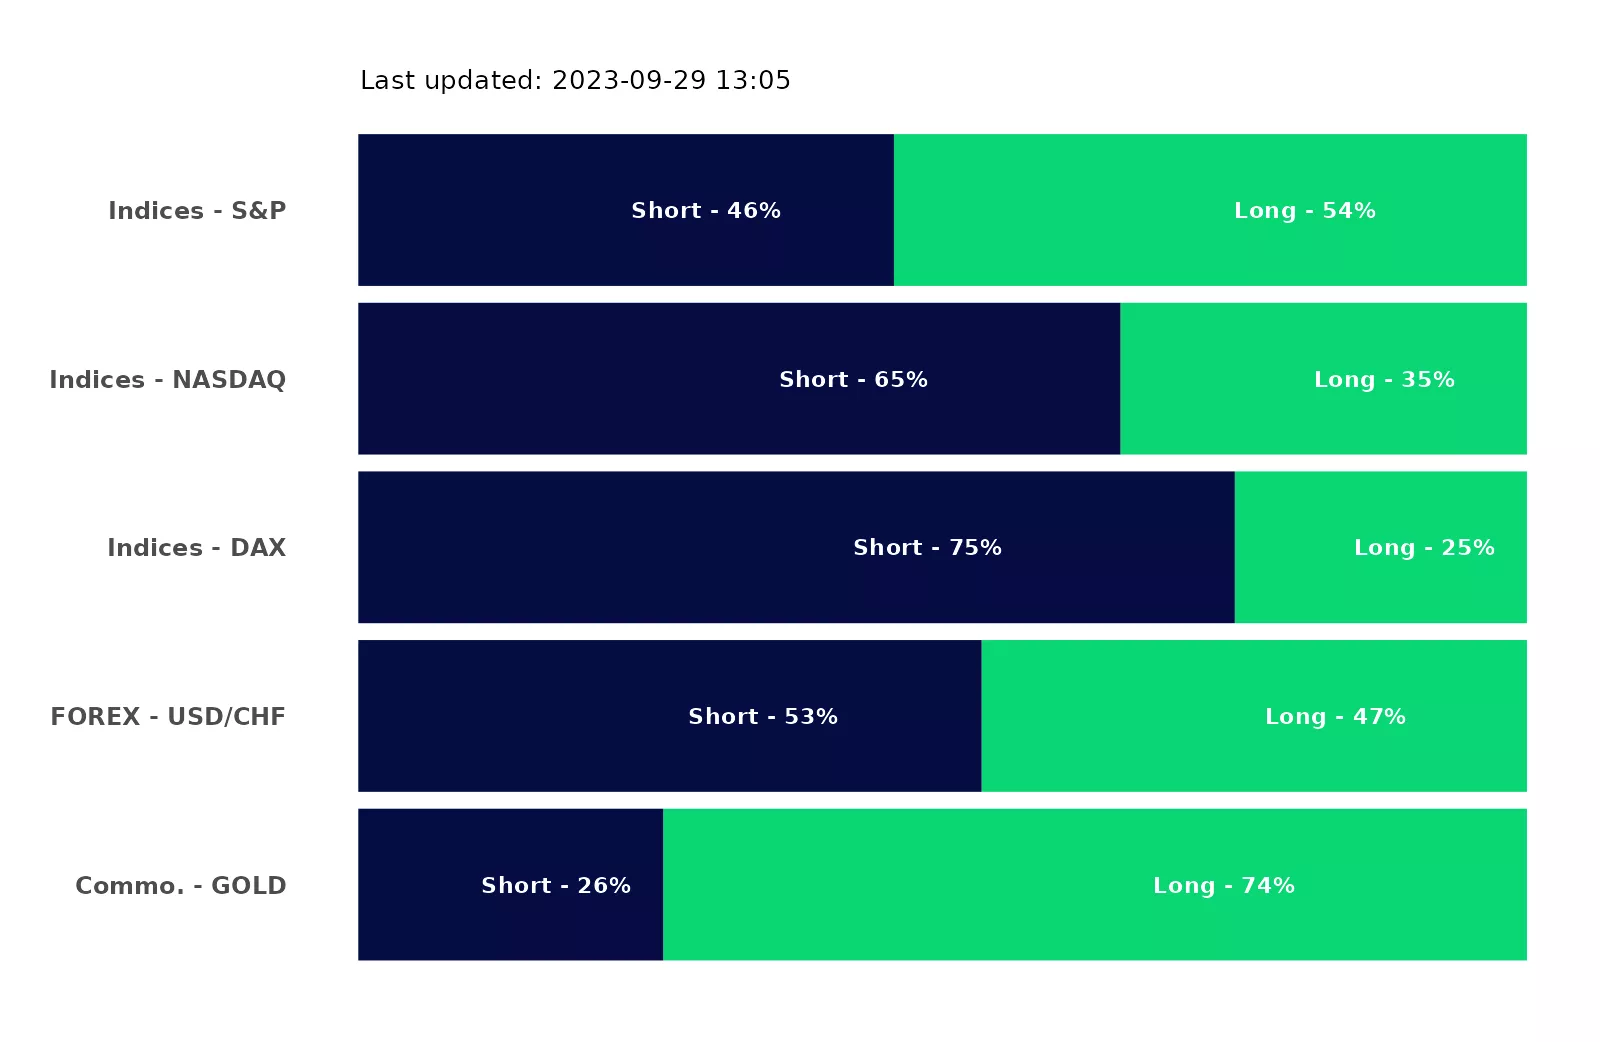 Last updated: 2023-09-29 13:05
Indices - S&P Short - 46% Long - 54%
Indices - NASDAQ Short - 65% Long - 35%
Indices - DAX Short - 75% Long - 25%
FOREX - USD/CHF Short - 53% Long - 47%
Commo. - GOLD Short - 26% Long - 74%